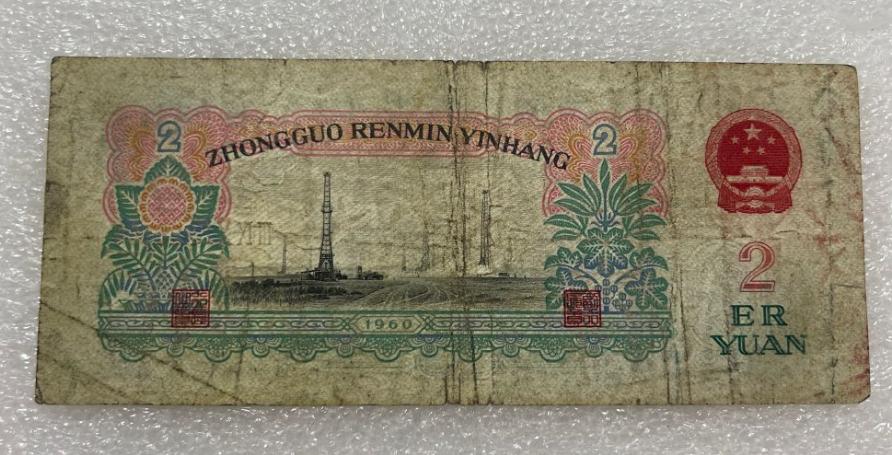 2 2
ZHONGGUO RENMIN YINHANG
1960
2
ER
YUAN